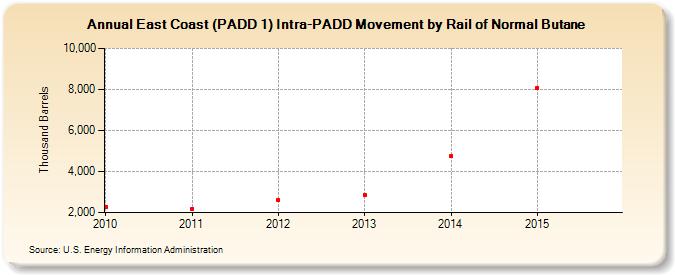 Annual East Coast (PADD 1) Intra-PADD Movement by Rail of Normal Butane
Thousand Barrels
10,000
8,000
6,000
4,000
2,000
2010 2011 2012 2013 2014 2015
Source: U.S. Energy Information Administration